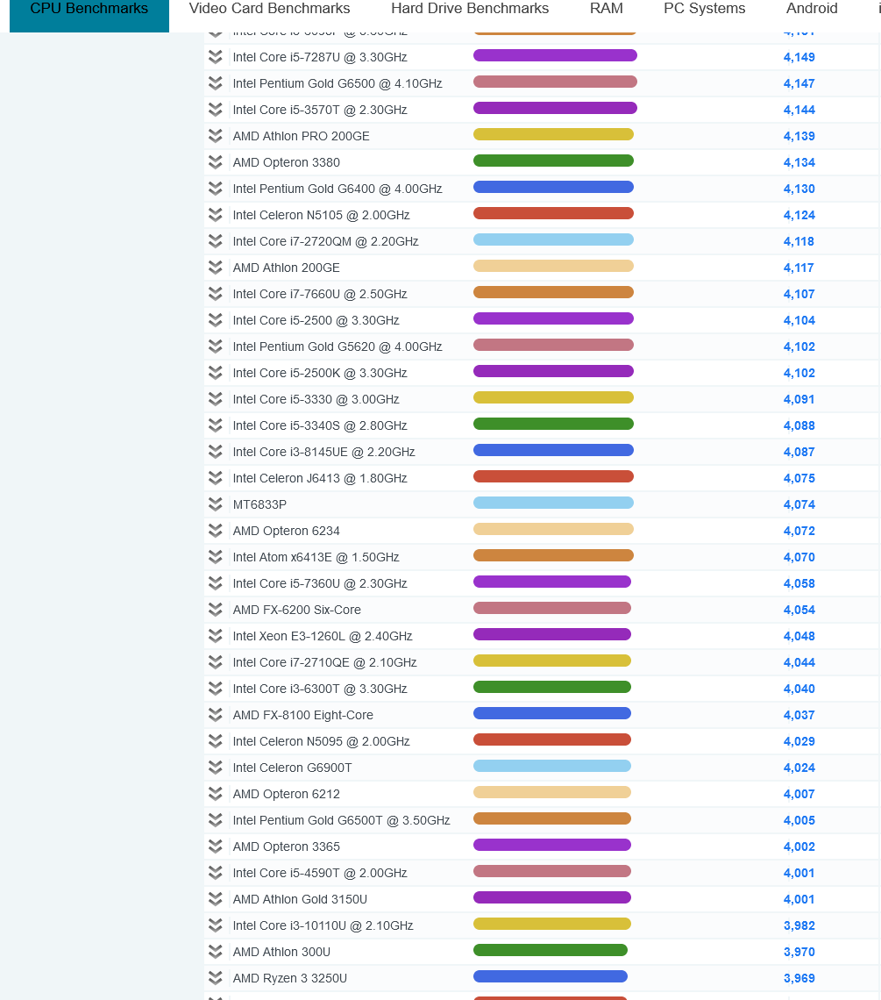 CPU Benchmarks Video Card Benchmarks Hard Drive Benchmarks RAM PC Systems Android
Intel Core i5-7287U @ 3.30GHz 4,149
Intel Pentium Gold G6500 @ 4.10GHz 4,147
Intel Core i5-3570T @ 2.30GHz 4,144
AMD Athlon PRO 200GE 4,139
AMD Opteron 3380 4,134
Intel Pentium Gold G6400 @ 4.00GHz 4,130
Intel Celeron N5105 @ 2.00GHz 4,124
Intel Core i7-2720QM @ 2.20GHz 4,118
AMD Athlon 200GE 4,117
Intel Core i7-7660U @ 2.50GHz 4,107
Intel Core i5-2500 @ 3.30GHz 4,104
Intel Pentium Gold G5620 @ 4.00GHz 4,102
Intel Core i5-2500K @ 3.30GHz 4,102
Intel Core i5-3330 @ 3.00GHz 4,091
Intel Core i5-3340S @ 2.80GHz 4,088
Intel Core i3-8145UE @ 2.20GHz 4,087
Intel Celeron J6413 @ 1.80GHz 4,075
MT6833P 4,074
AMD Opteron 6234 4,072
Intel Atom x6413E @ 1.50GHz 4,070
Intel Core i5-7360U @ 2.30GHz 4,058
AMD FX-6200 Six-Core 4,054
Intel Xeon E3-1260L @ 2.40GHz 4,048
Intel Core i7-2710QE @ 2.10GHz 4,044
Intel Core i3-6300T @ 3.30GHz 4,040
AMD FX-8100 Eight-Core 4,037
Intel Celeron N5095 @ 2.00GHz 4,029
Intel Celeron G6900T 4,024
AMD Opteron 6212 4,007
Intel Pentium Gold G6500T @ 3.50GHz 4,005
AMD Opteron 3365 4,002
Intel Core i5-4590T @ 2.00GHz 4,001
AMD Athlon Gold 3150U 4,001
Intel Core i3-10110U @ 2.10GHz 3,982
AMD Athlon 300U 3,970
AMD Ryzen 3 3250U 3,969